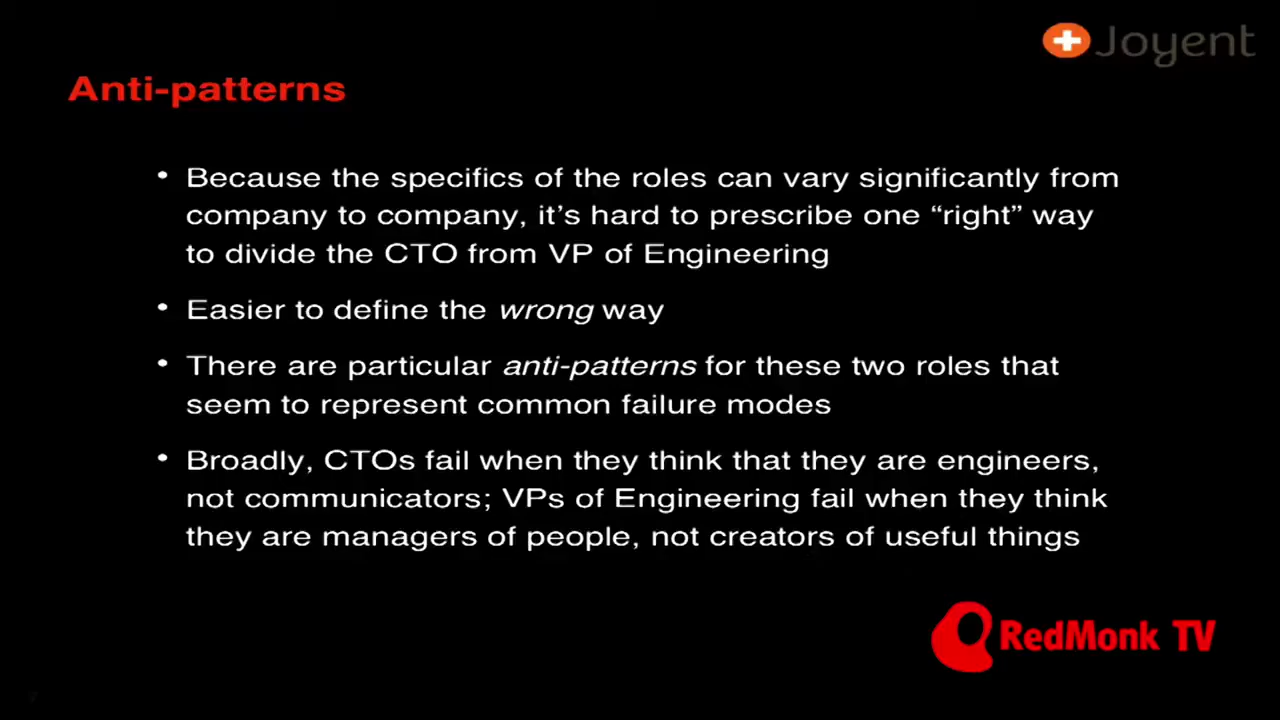 Joyent
Anti-patterns
• Because the specifics of the roles can vary significantly from
company to company, it’s hard to prescribe one “right” way
to divide the CTO from VP of Engineering
• Easier to define the wrong way
• There are particular anti-patterns for these two roles that
seem to represent common failure modes
• Broadly, CTOs fail when they think that they are engineers,
not communicators; VPs of Engineering fail when they think
they are managers of people, not creators of useful things
RedMonk TV